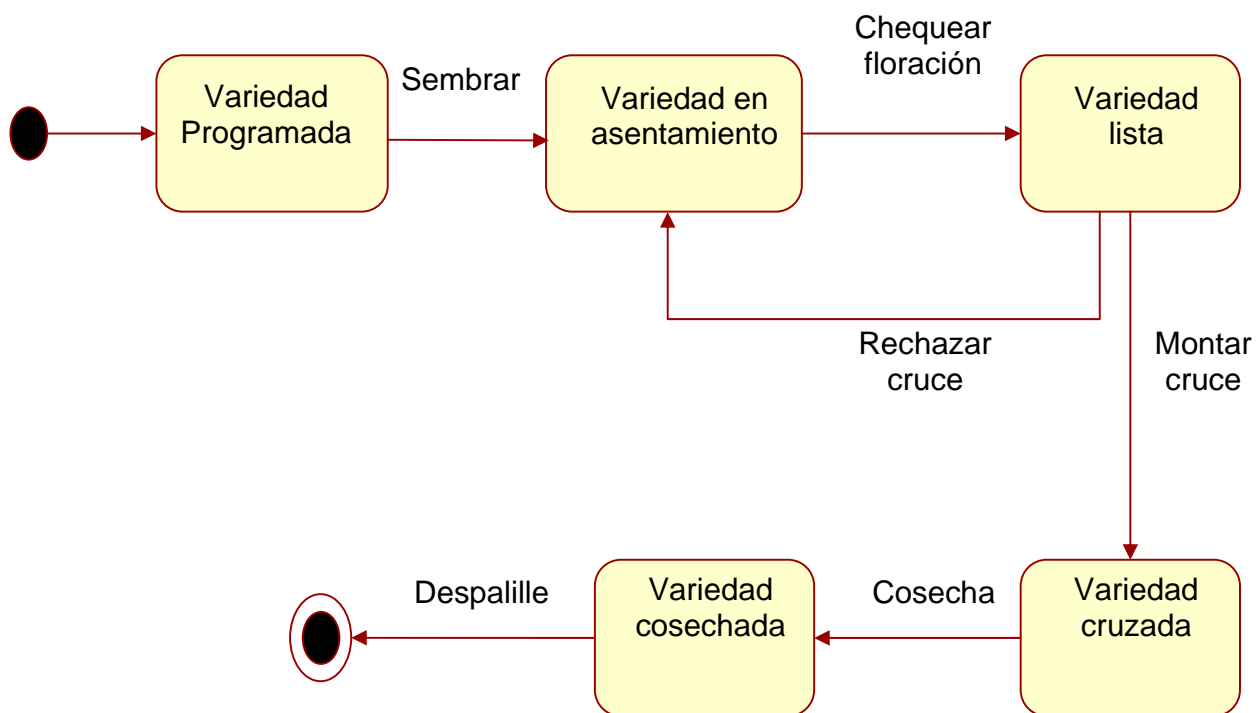 Variedad
Programada
Sembrar
Variedad en
asentamiento
Chequear
floración
Variedad
lista
Rechazar
cruce
Montar
cruce
Despalille
Variedad
cosechada
Cosecha
Variedad
cruzada